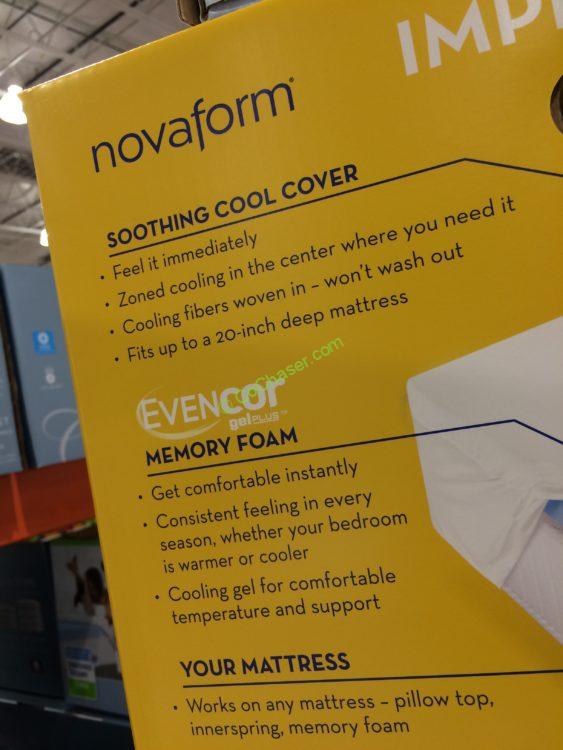 IMP
novaform
SOOTHING COOL COVER
• Feel it immediately
• Zoned cooling in the center where you need it
• Cooling fibers woven in – won't wash out
• Fits up to a 20-inch deep mattress
EVENCOR
gelPLUS™
MEMORY FOAM
• Get comfortable instantly
• Consistent feeling in every
season, whether your bedroom
is warmer or cooler
• Cooling gel for comfortable
temperature and support
YOUR MATTRESS
• Works on any mattress – pillow top,
innerspring, memory foam